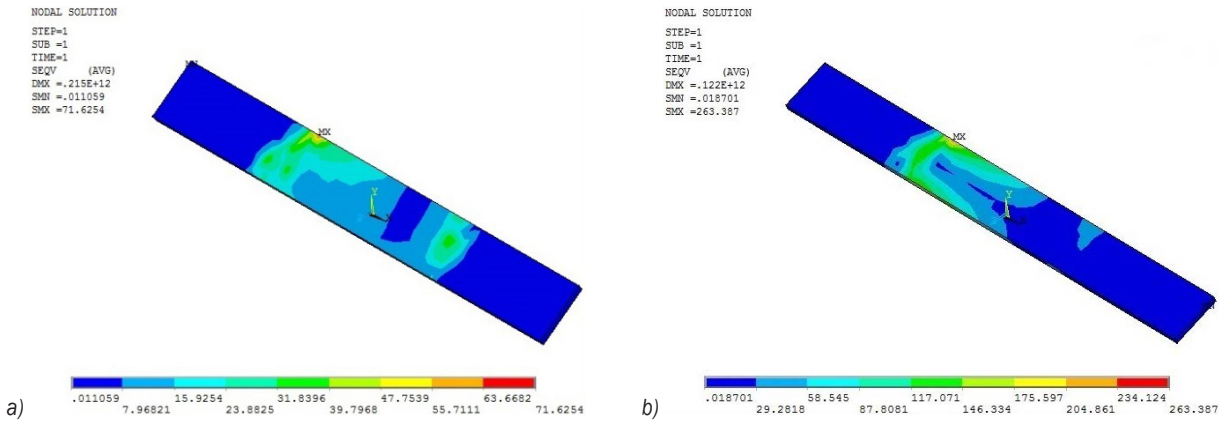 NODAL SOLUTION
STEP=1
SUB =1
TIME=1
SEQV (AVG)
DMX =.215E+12
SMN =.011059
SMX =71.6254
MX
Y
.011059 15.9254 31.8396 47.7539 63.6682
7.96821 23.8825 39.7968 55.7111 71.6254
a)
NODAL SOLUTION
STEP=1
SUB =1
TIME=1
SEQV (AVG)
DMX =.122E+12
SMN =.018701
SMX =263.387
MX
Y
.018701 58.545 117.071 175.597 234.124
29.2818 87.8081 146.334 204.861 263.387
b)